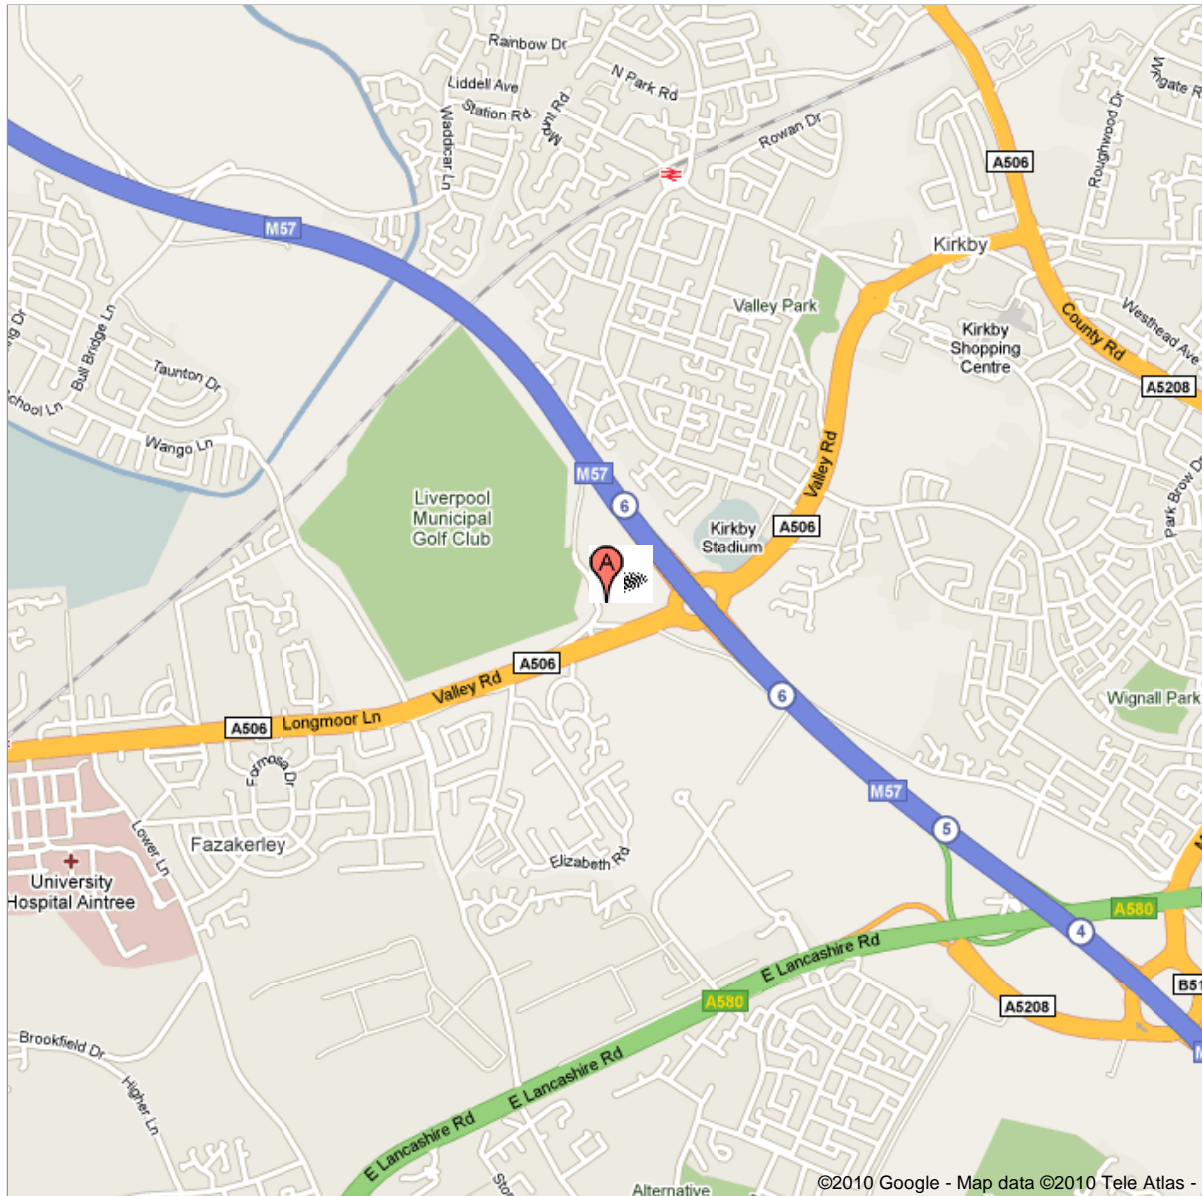 Rainbow Dr
Liddell Ave
N Park Rd
Station Rd
Mount Rd
Waddicar Ln
Rowan Dr
Roughwood Dr
A506
M57
Kirkby
Valley Park
Bull Bridge Ln
Kirkby
Shopping
Centre
County Rd
Westhead Ave
A5208
Taunton Dr
Wango Ln
Valley Rd
M57
6
Liverpool
Municipal
Golf Club
Kirkby
Stadium
A506
Park Brow Dr
A
A506
Valley Rd
6
Wignall Park
A506
Longmoor Ln
Formosa Dr
M57
5
Lower Ln
Fazakerley
Elizabeth Rd
University
Hospital Aintree
A580
4
E Lancashire Rd
A580
A5208
Brookfield Dr
Higher Ln
E Lancashire Rd
E Lancashire Rd
Alternative
©2010 Google - Map data ©2010 Tele Atlas -